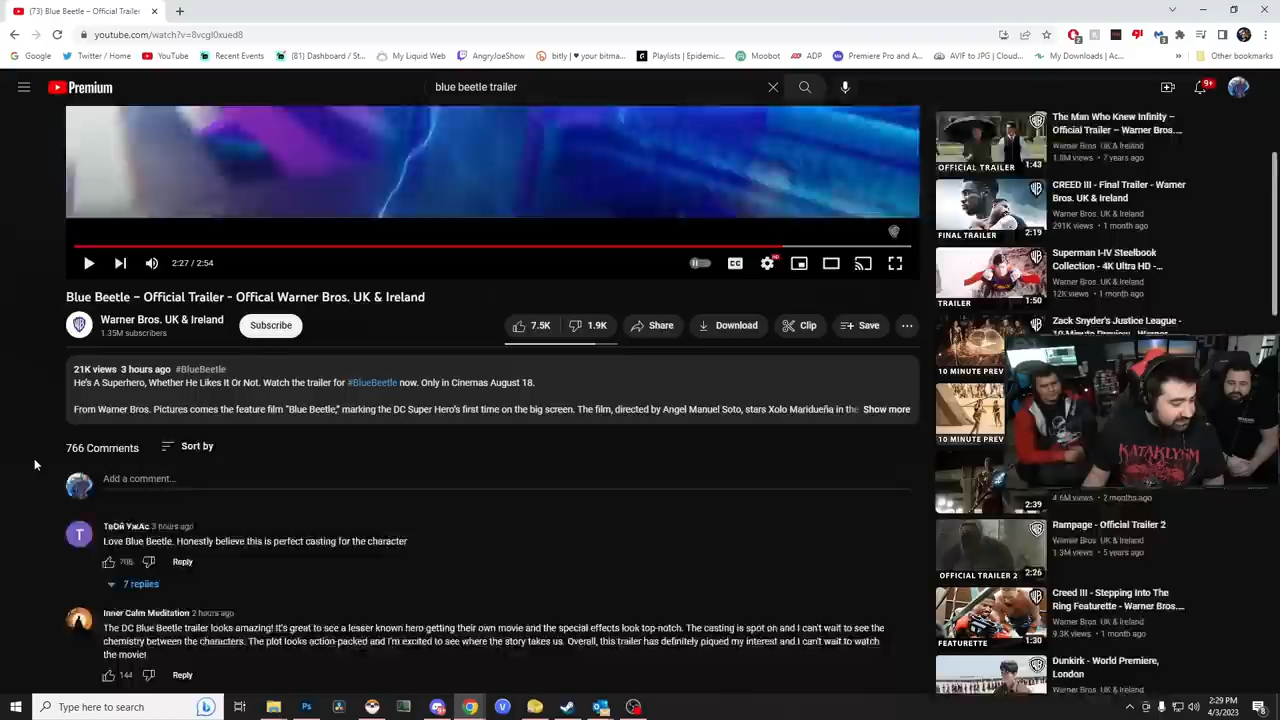 (73) Blue Beetle – Official Trailer
youtube.com/watch?v=8vcgl0xued8
Google
Twitter / Home
YouTube
Recent Events
(81) Dashboard / St...
My Web Links
AngryJoeShow
bitly | ♥ your bitma...
Playlists | Epidemic...
Moobot
ADP
Premiere Pro and A...
AVIF to JPG | Cloud...
My Downloads | Ac...
»
Other bookmarks
Premium
blue beetle trailer
9+
The Man Who Knew Infinity –
Official Trailer – Warner Bros....
Warner Bros. UK & Ireland
1.8M views • 7 years ago
OFFICIAL TRAILER
1:43
CREED III - Final Trailer - Warner
Bros. UK & Ireland
Warner Bros. UK & Ireland
291K views • 1 month ago
FINAL TRAILER
2:19
Superman I-IV Steelbook
Collection - 4K Ultra HD -...
Warner Bros. UK & Ireland
12K views • 1 month ago
TRAILER
1:50
Zack Snyder's Justice League -
10 Minute Preview - Warner
10 MINUTE PREV
10 MINUTE PREV
KATAKLYSM
4.6M views • 2 months ago
2:39
Rampage - Official Trailer 2
Warner Bros. UK & Ireland
1.3M views • 5 years ago
OFFICIAL TRAILER 2
2:26
Creed III - Stepping Into The
Ring Featurette - Warner Bros....
Warner Bros. UK & Ireland
9.3K views • 1 month ago
FEATURETTE
1:30
Dunkirk - World Premiere,
London
Warner Bros. UK & Ireland
2:27 / 2:54
CC
HD
Blue Beetle – Official Trailer - Offical Warner Bros. UK & Ireland
Warner Bros. UK & Ireland
1.35M subscribers
Subscribe
7.5K
1.9K
Share
Download
Clip
Save
21K views 3 hours ago #BlueBeetle
He's A Superhero, Whether He Likes It Or Not. Watch the trailer for #BlueBeetle now. Only in Cinemas August 18.
From Warner Bros. Pictures comes the feature film "Blue Beetle," marking the DC Super Hero's first time on the big screen. The film, directed by Angel Manuel Soto, stars Xolo Maridueña in the Show more
766 Comments
Sort by
Add a comment...
T
ТвОй УжАс 3 hours ago
Love Blue Beetle. Honestly believe this is perfect casting for the character
Reply
7 replies
Inner Calm Meditation 2 hours ago
The DC Blue Beetle trailer looks amazing! It's great to see a lesser known hero getting their own movie and the special effects look top-notch. The casting is spot on and I can't wait to see the
chemistry between the characters. The plot looks action-packed and I'm excited to see where the story takes us. Overall, this trailer has definitely piqued my interest and I can't wait to watch
the movie!
144
Reply
Type here to search
2:29 PM
4/3/2023